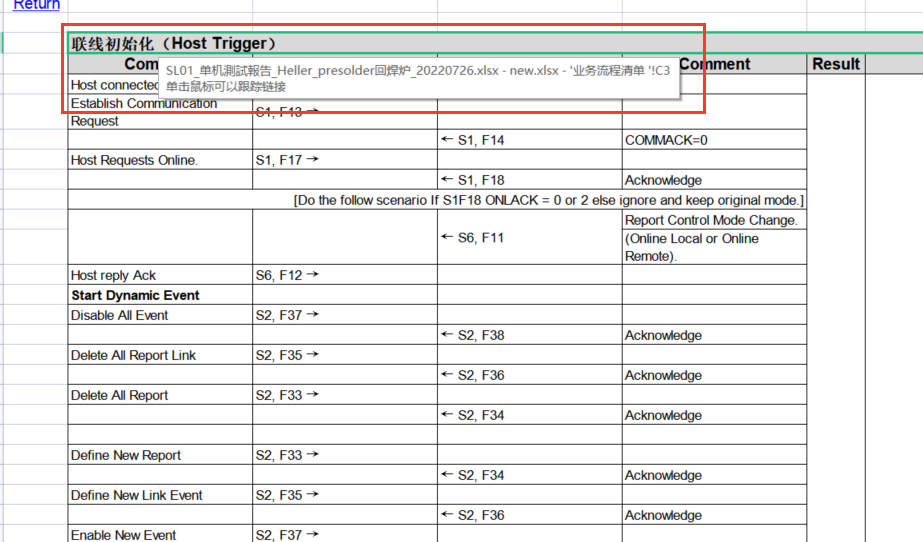 Return
联线初始化（Host Trigger）
Com
Comment
Result
SL01_单机測試報告_Heller_presolder回焊炉_20220726.xlsx - new.xlsx - '业务流程清单 '!C3
单击鼠标可以跟踪链接
Host connected
Establish Communication
Request
S1, F13 →
← S1, F14
COMMACK=0
Host Requests Online.
S1, F17 →
← S1, F18
Acknowledge
[Do the follow scenario If S1F18 ONLACK = 0 or 2 else ignore and keep original mode.]
← S6, F11
Report Control Mode Change.
(Online Local or Online
Remote).
Host reply Ack
S6, F12 →
Start Dynamic Event
Disable All Event
S2, F37 →
← S2, F38
Acknowledge
Delete All Report Link
S2, F35 →
← S2, F36
Acknowledge
Delete All Report
S2, F33 →
← S2, F34
Acknowledge
Define New Report
S2, F33 →
← S2, F34
Acknowledge
Define New Link Event
S2, F35 →
← S2, F36
Acknowledge
Enable New Event
S2, F37 →